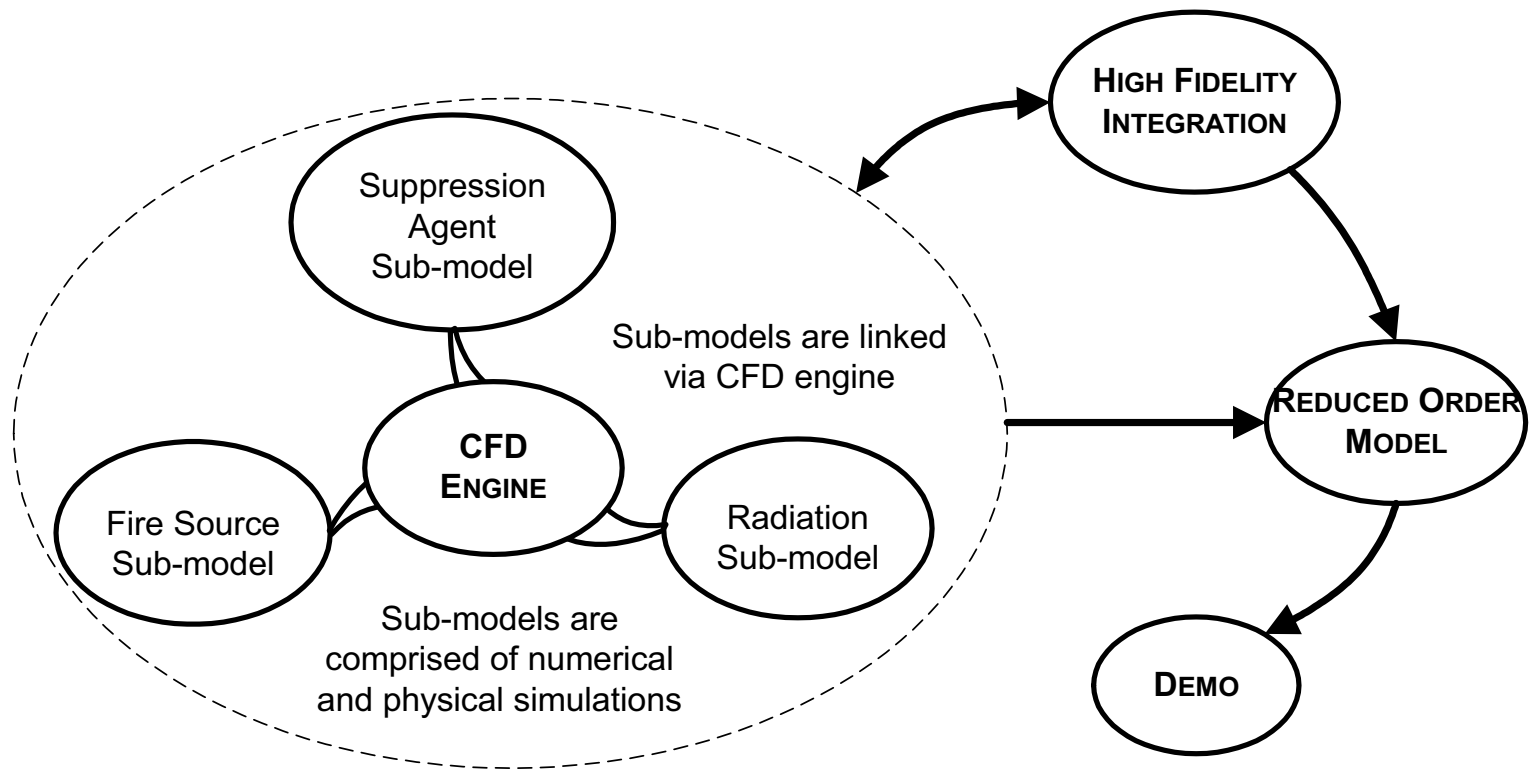 HIGH FIDELITY
INTEGRATION
Suppression
Agent
Sub-model
Sub-models are linked
via CFD engine
CFD
ENGINE
Fire Source
Sub-model
Radiation
Sub-model
Sub-models are
comprised of numerical
and physical simulations
REDUCED ORDER
MODEL
DEMO